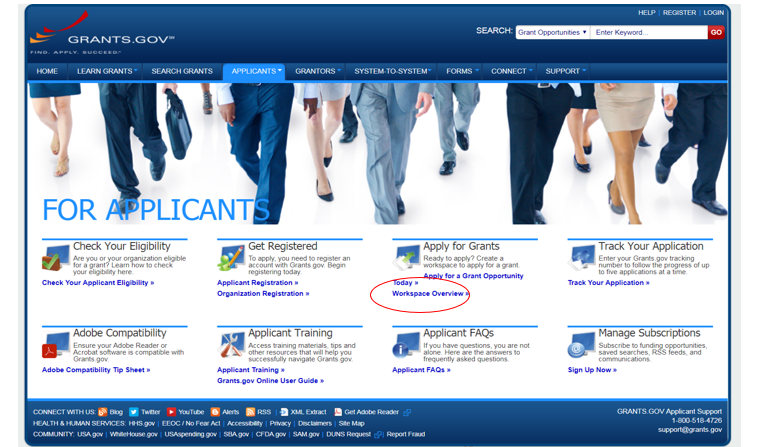 HELP | REGISTER | LOGIN
GRANTS.GOV℠
FIND. APPLY. SUCCEED.℠
SEARCH: Grant Opportunities Enter Keyword... GO
HOME LEARN GRANTS SEARCH GRANTS APPLICANTS GRANTORS SYSTEM-TO-SYSTEM FORMS CONNECT SUPPORT
FOR APPLICANTS
Check Your Eligibility
Are you or your organization eligible
for a grant? Learn how to check
your eligibility here.
Check Your Applicant Eligibility »
Get Registered
To apply, you need to register an
account with Grants.gov. Begin
registering today.
Applicant Registration »
Organization Registration »
Apply for Grants
Ready to apply? Create a
workspace to apply for a grant.
Apply for a Grant Opportunity
Today »
Workspace Overview »
Track Your Application
Enter your Grants.gov tracking
number to follow the progress of up
to five applications at a time.
Track Your Application »
Adobe Compatibility
Ensure your Adobe Reader or
Acrobat software is compatible with
Grants.gov.
Adobe Compatibility Tip Sheet »
Applicant Training
Access training materials, tips and
other resources that will help you
successfully navigate Grants.gov.
Applicant Training »
Grants.gov Online User Guide »
Applicant FAQs
If you have questions, you are not
alone. Here are the answers to
frequently asked questions.
Applicant FAQs »
Manage Subscriptions
Subscribe to funding opportunities,
saved searches, RSS feeds, and
communications.
Sign Up Now »
CONNECT WITH US: Blog | Twitter | YouTube | Alerts | RSS | XML Extract | Get Adobe Reader
HEALTH & HUMAN SERVICES: HHS.gov | EEOC / No Fear Act | Accessibility | Privacy | Disclaimers | Site Map
COMMUNITY: USA.gov | WhiteHouse.gov | USAspending.gov | SBA.gov | CFDA.gov | SAM.gov | DUNS Request | Report Fraud
GRANTS.GOV Applicant Support
1-800-518-4726
support@grants.gov